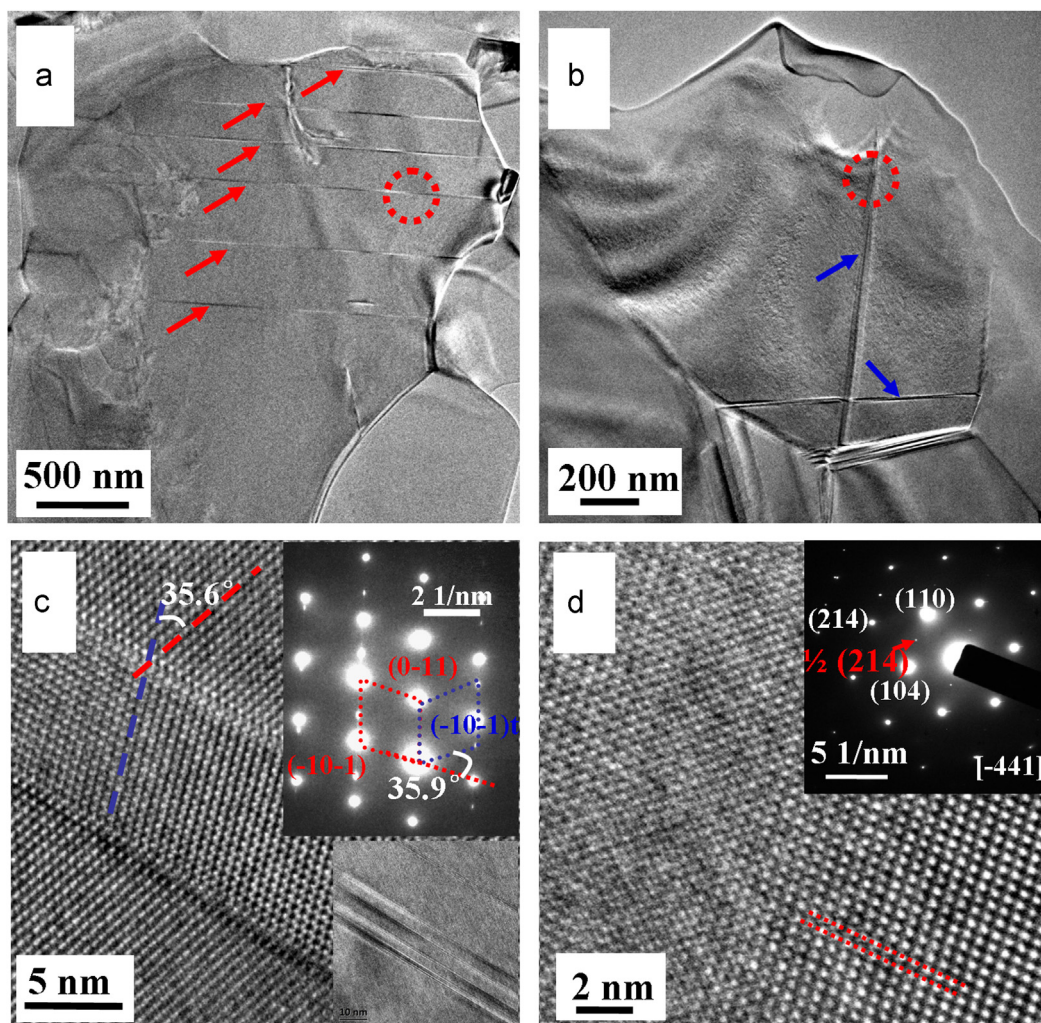 a
500 nm
b
200 nm
c
35.6°
2 1/nm
(0-11)
(-10-1)t
(-10-1)
35.9°
5 nm
10 nm
d
(110)
(214)
½ (214)
(104)
5 1/nm
[-441]
2 nm